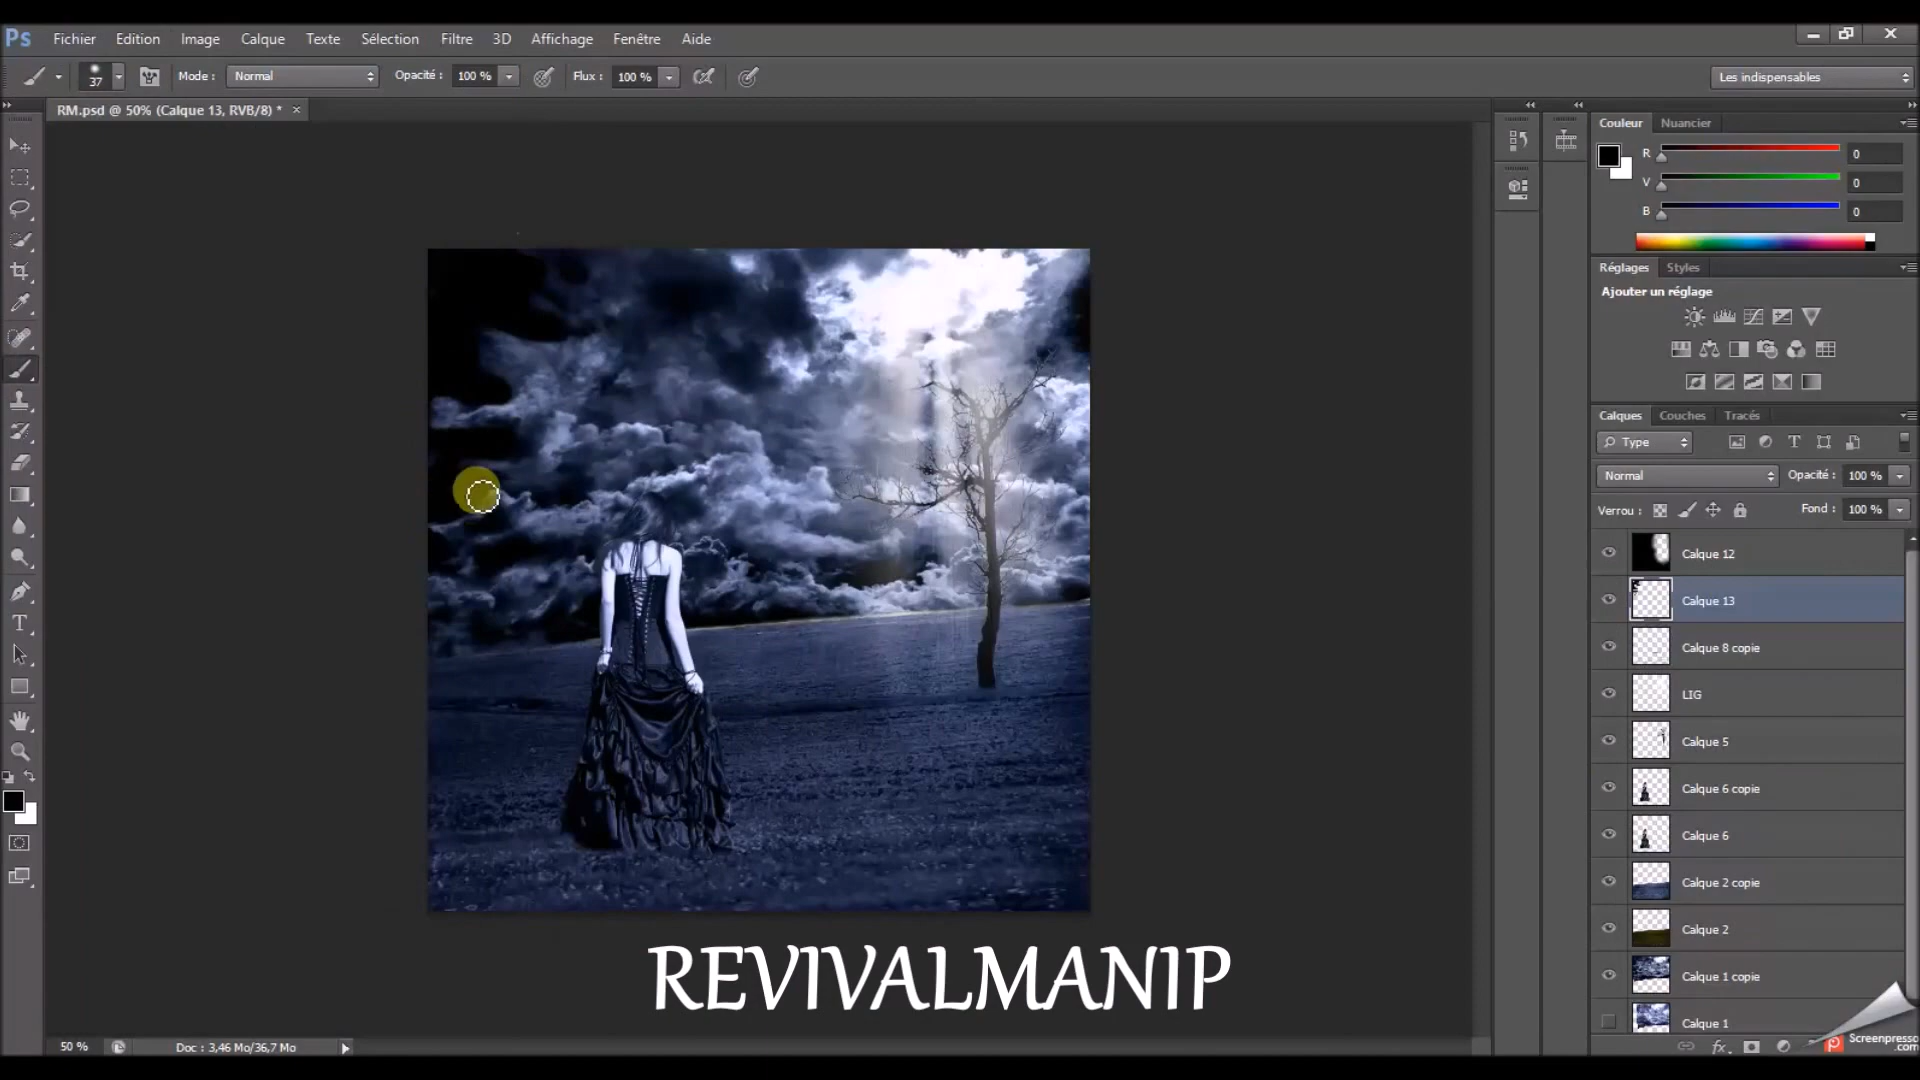 Ps Fichier Edition Image Calque Texte Sélection Filtre 3D Affichage Fenêtre Aide
37 Mode : Normal Opacité : 100 % Flux : 100 % Les indispensables
RM.psd @ 50% (Calque 13, RVB/8) * ×
Couleur Nuancier
R 0
V 0
B 0
Réglages Styles
Ajouter un réglage
Calques Couches Tracés
Type
Normal Opacité : 100 %
Verrou : Fond : 100 %
Calque 12
Calque 13
Calque 8 copie
LIG
Calque 5
Calque 6 copie
Calque 6
Calque 2 copie
Calque 2
Calque 1 copie
Calque 1
REVIVALMANIP
50 % Doc : 3,46 Mo/36,7 Mo
fx
Screenpresso
.com